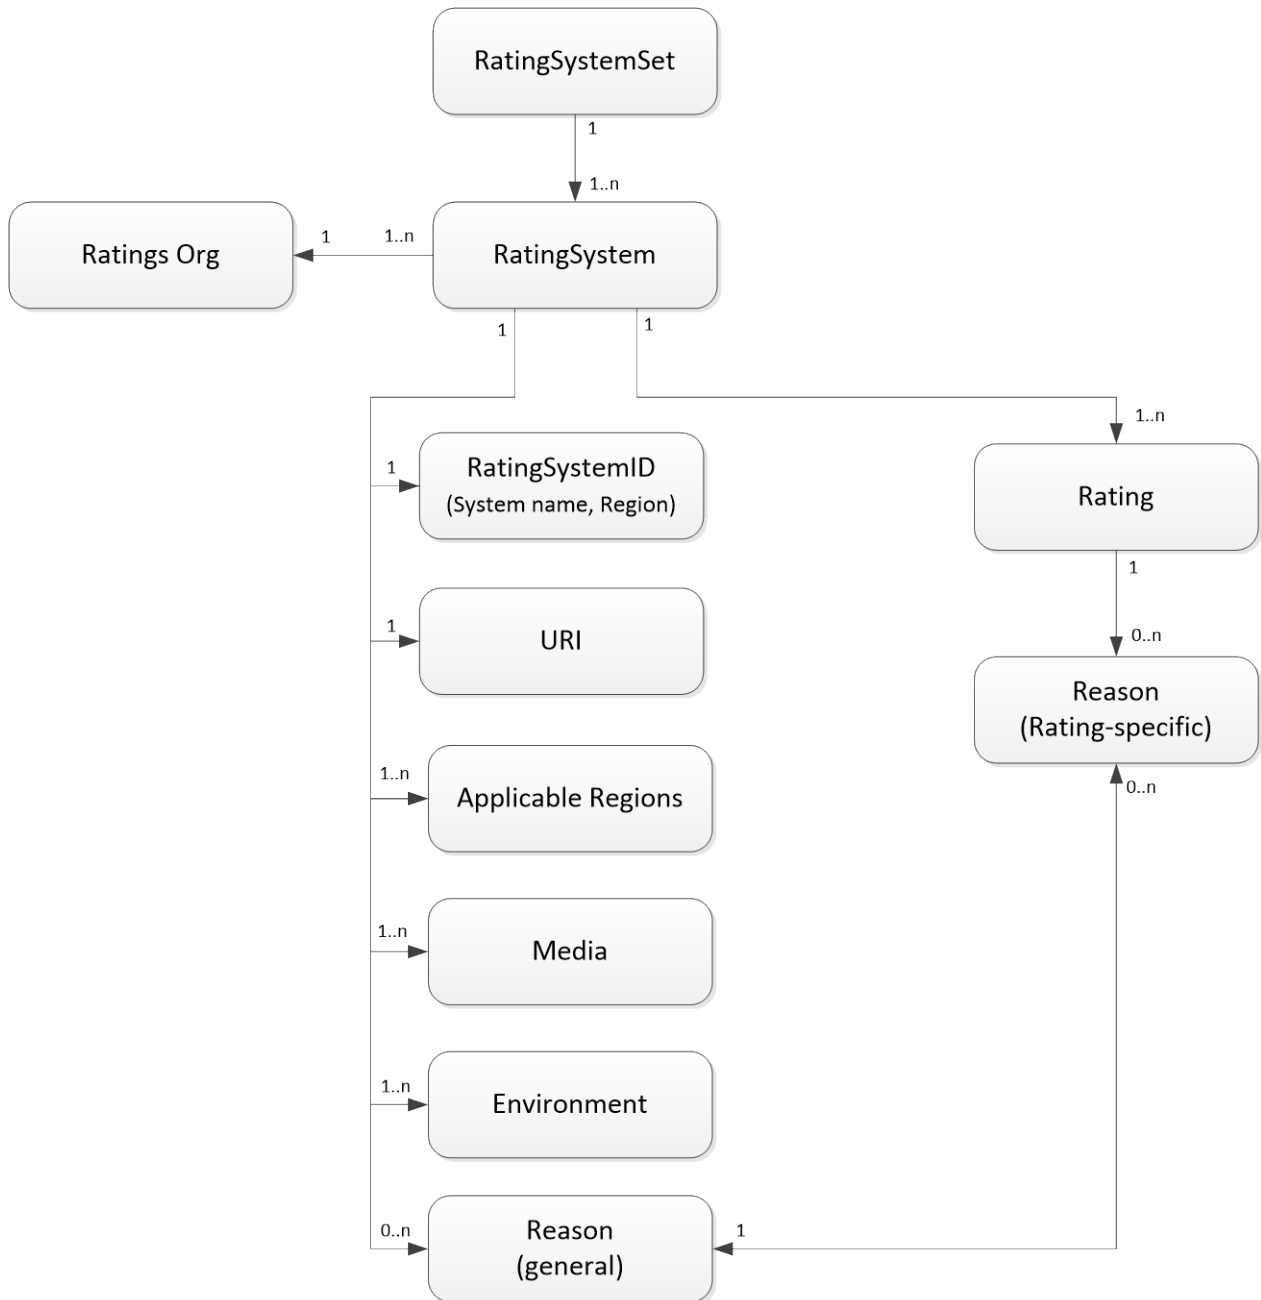 RatingSystemSet
1
1..n
Ratings Org
1
1..n
RatingSystem
1
1
1..n
RatingSystemID
(System name, Region)
1
Rating
1
0..n
URI
1
Reason
(Rating-specific)
0..n
1..n
Applicable Regions
1..n
Media
1..n
Environment
0..n
Reason
(general)
1